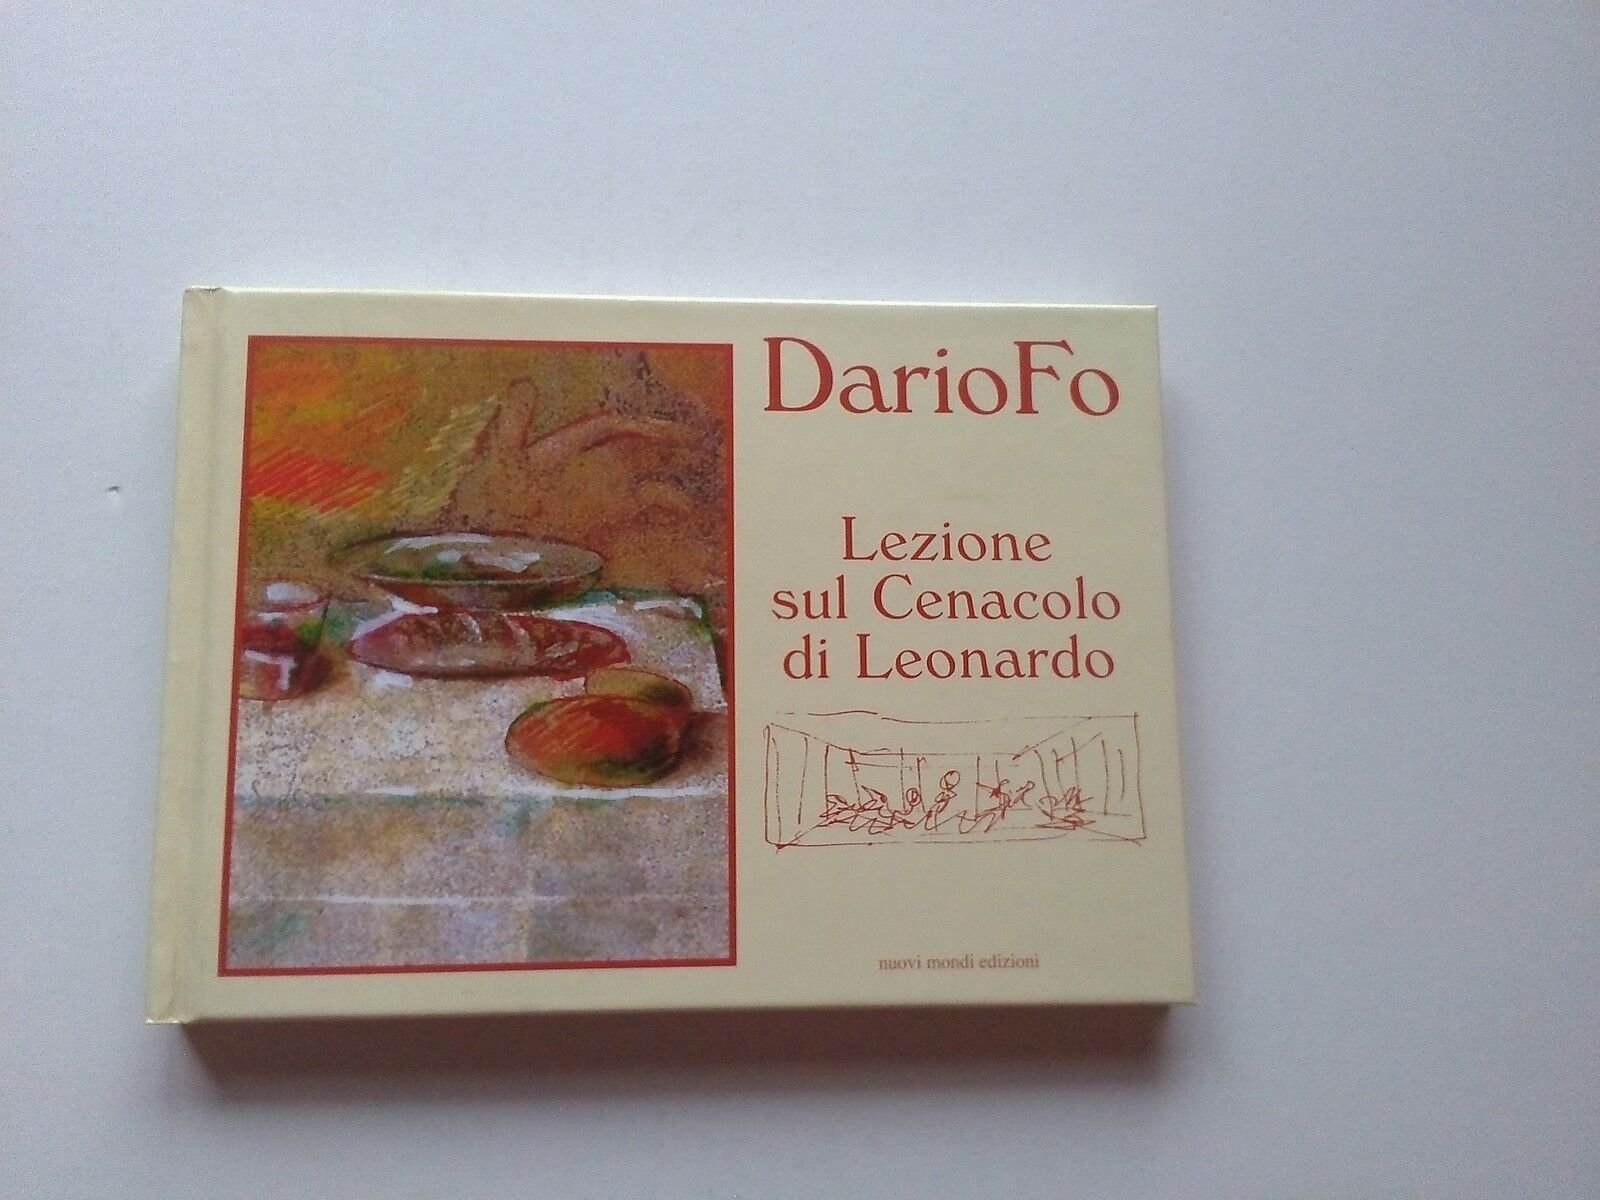 DarioFo
Lezione
sul Cenacolo
di Leonardo
nuovi mondi edizioni